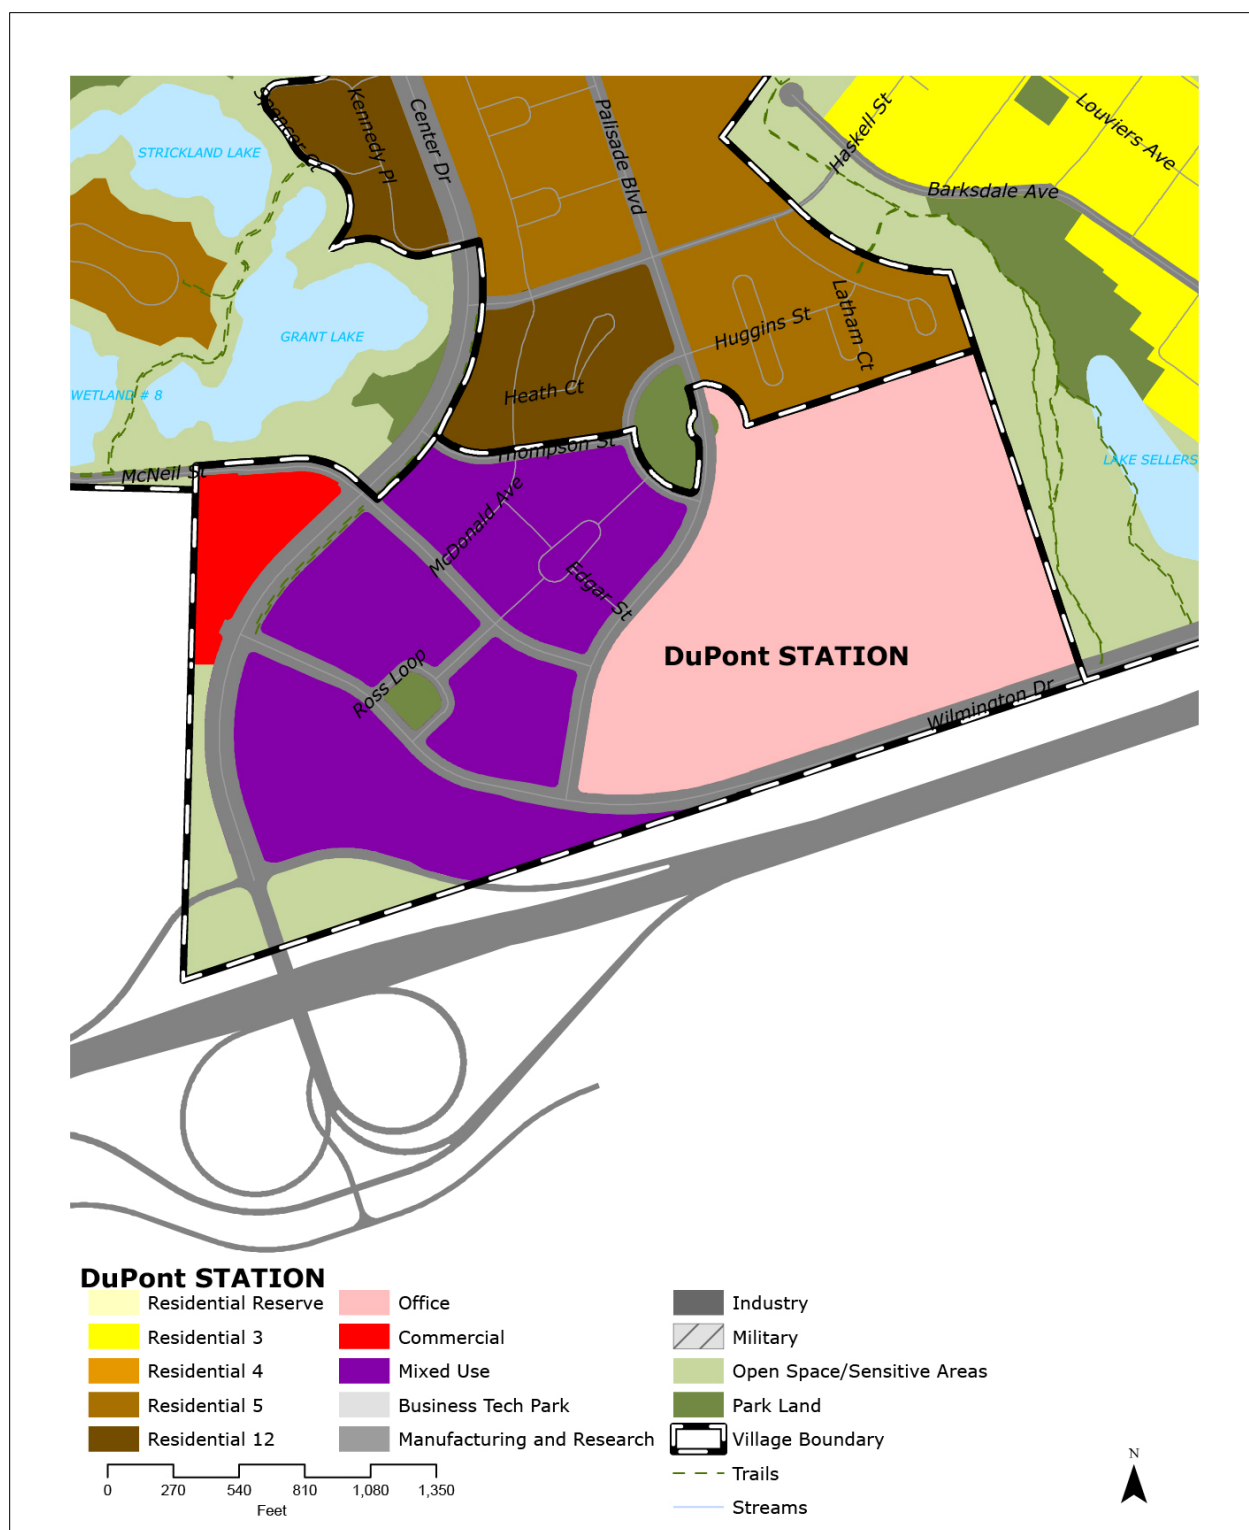 Spencer Ct
Kennedy Pl
Center Dr
Palisade Blvd
Haskell St
Louviers Ave
STRICKLAND LAKE
Barksdale Ave
GRANT LAKE
Huggins St
Latham Ct
WETLAND # 8
Heath Ct
Thompson St
McNeil St
LAKE SELLERS
McDonald Ave
Edgar St
DuPont STATION
Ross Loop
Wilmington Dr
DuPont STATION
Residential Reserve
Residential 3
Residential 4
Residential 5
Residential 12
Office
Commercial
Mixed Use
Business Tech Park
Manufacturing and Research
Industry
Military
Open Space/Sensitive Areas
Park Land
Village Boundary
Trails
Streams
0 270 540 810 1,080 1,350
Feet
N